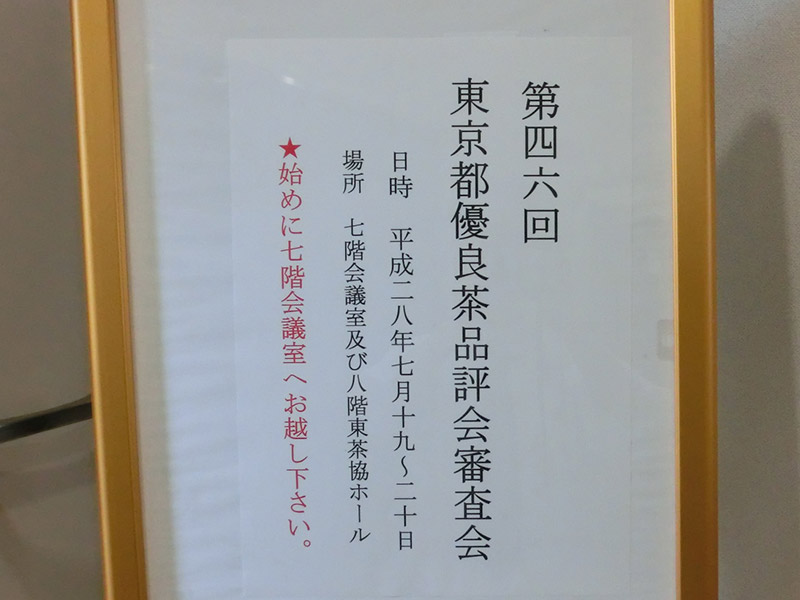 第四六回
東京都優良茶品評会審査会
日時　平成二八年七月十九～二十日
場所　七階会議室及び八階東茶協ホール
★始めに七階会議室へお越し下さい。